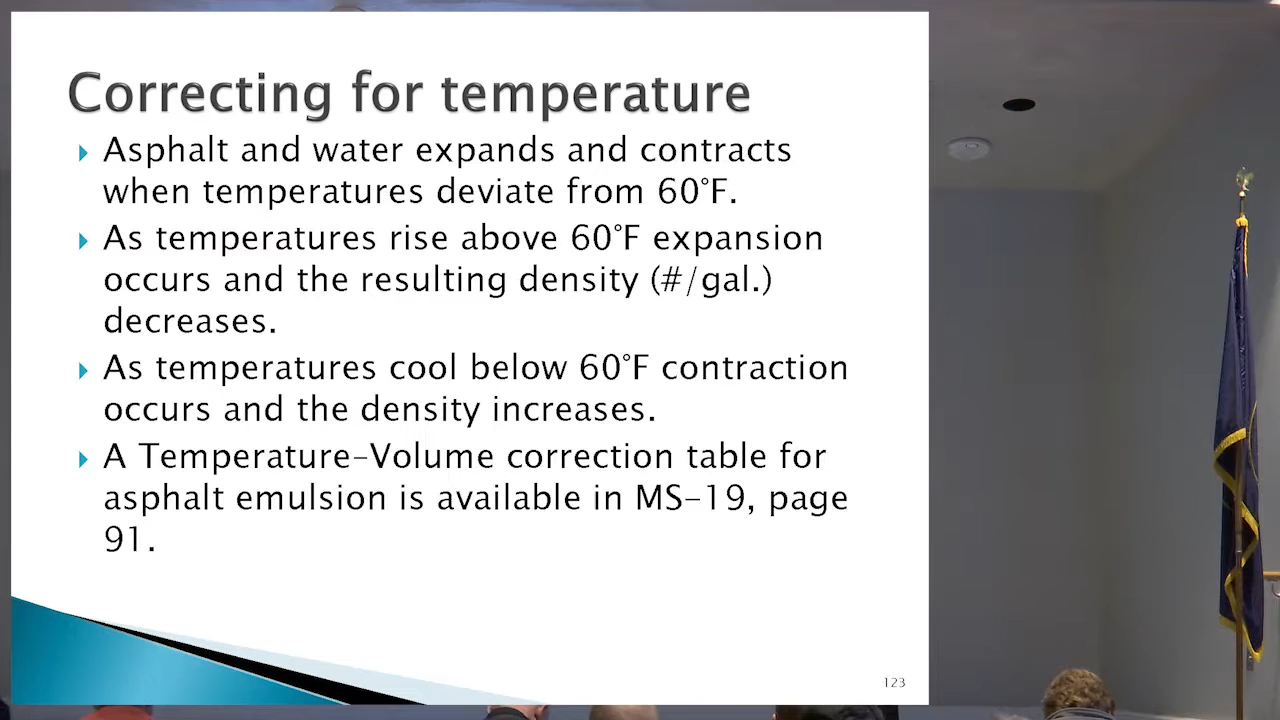 Correcting for temperature
Asphalt and water expands and contracts
when temperatures deviate from 60°F.
As temperatures rise above 60°F expansion
occurs and the resulting density (#/gal.)
decreases.
As temperatures cool below 60°F contraction
occurs and the density increases.
A Temperature-Volume correction table for
asphalt emulsion is available in MS-19, page
91.
123